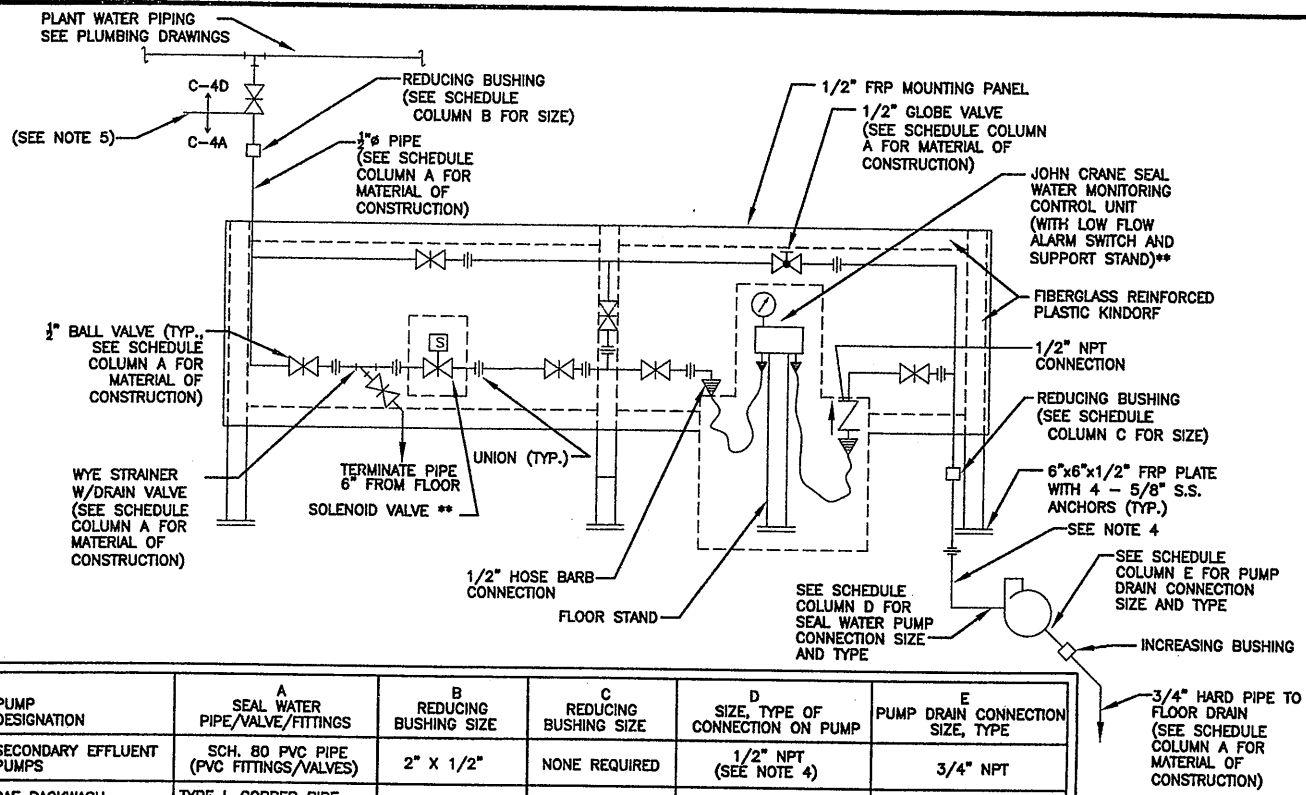 PLANT WATER PIPING
SEE PLUMBING DRAWINGS
C-4D
C-4A
(SEE NOTE 5)
REDUCING BUSHING
(SEE SCHEDULE
COLUMN B FOR SIZE)
1/2"ø PIPE
(SEE SCHEDULE
COLUMN A FOR
MATERIAL OF
CONSTRUCTION)
1/2" FRP MOUNTING PANEL
1/2" GLOBE VALVE
(SEE SCHEDULE COLUMN
A FOR MATERIAL OF
CONSTRUCTION)
JOHN CRANE SEAL
WATER MONITORING
CONTROL UNIT
(WITH LOW FLOW
ALARM SWITCH AND
SUPPORT STAND)**
FIBERGLASS REINFORCED
PLASTIC KINDORF
1/2" NPT
CONNECTION
REDUCING BUSHING
(SEE SCHEDULE
COLUMN C FOR SIZE)
6"x6"x1/2" FRP PLATE
WITH 4 - 5/8" S.S.
ANCHORS (TYP.)
SEE NOTE 4
SEE SCHEDULE
COLUMN E FOR PUMP
DRAIN CONNECTION
SIZE AND TYPE
INCREASING BUSHING
3/4" HARD PIPE TO
FLOOR DRAIN
(SEE SCHEDULE
COLUMN A FOR
MATERIAL OF
CONSTRUCTION)
1/2" BALL VALVE (TYP.,
SEE SCHEDULE
COLUMN A FOR
MATERIAL OF
CONSTRUCTION)
S
WYE STRAINER
W/DRAIN VALVE
(SEE SCHEDULE
COLUMN A FOR
MATERIAL OF
CONSTRUCTION)
TERMINATE PIPE
6" FROM FLOOR
UNION (TYP.)
SOLENOID VALVE **
1/2" HOSE BARB
CONNECTION
FLOOR STAND
SEE SCHEDULE
COLUMN D FOR
SEAL WATER PUMP
CONNECTION SIZE
AND TYPE
PUMP
DESIGNATION
A
SEAL WATER
PIPE/VALVE/FITTINGS
B
REDUCING
BUSHING SIZE
C
REDUCING
BUSHING SIZE
D
SIZE, TYPE OF
CONNECTION ON PUMP
E
PUMP DRAIN CONNECTION
SIZE, TYPE
SECONDARY EFFLUENT
PUMPS
SCH. 80 PVC PIPE
(PVC FITTINGS/VALVES)
2" X 1/2"
NONE REQUIRED
1/2" NPT
(SEE NOTE 4)
3/4" NPT
BACKWASH
TYPE L COPPER PIPE